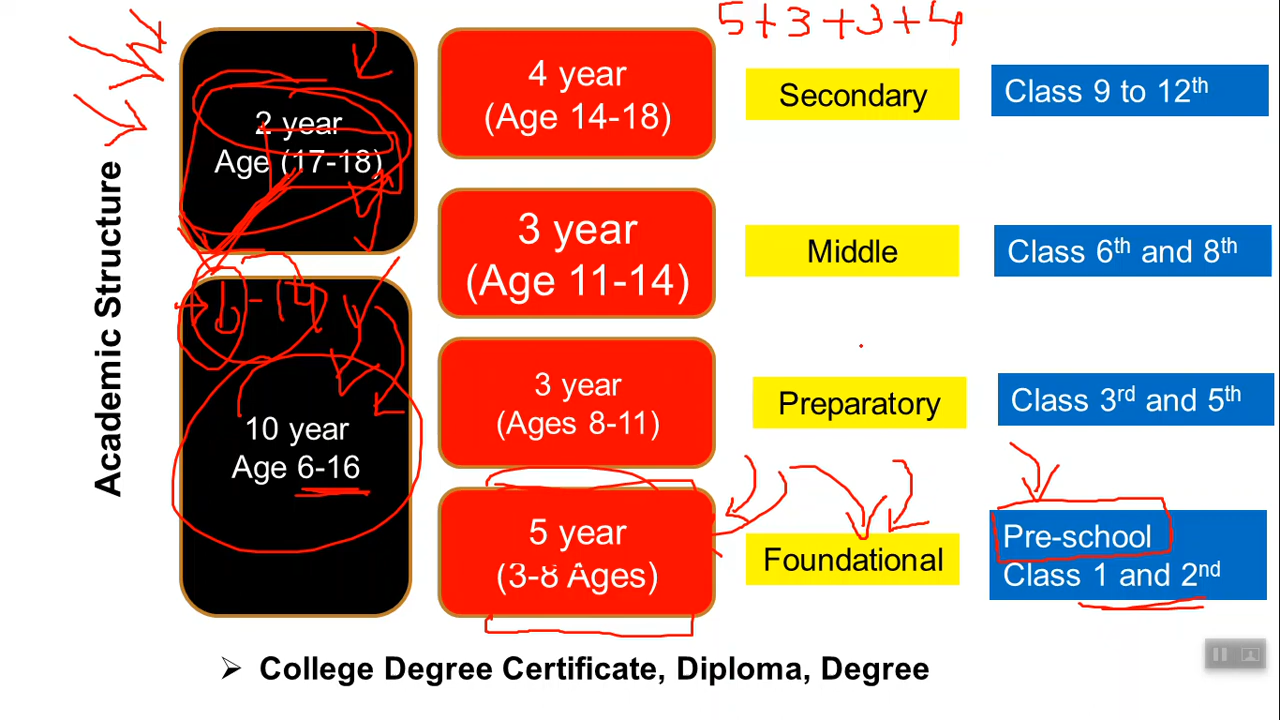 5+3+3+4
Academic Structure
2 year
Age (17-18)
10 year
Age 6-16
4 year
(Age 14-18)
Secondary
Class 9 to 12th
3 year
(Age 11-14)
Middle
Class 6th and 8th
3 year
(Ages 8-11)
Preparatory
Class 3rd and 5th
5 year
(3-8 Ages)
Foundational
Pre-school
Class 1 and 2nd
➢ College Degree Certificate, Diploma, Degree